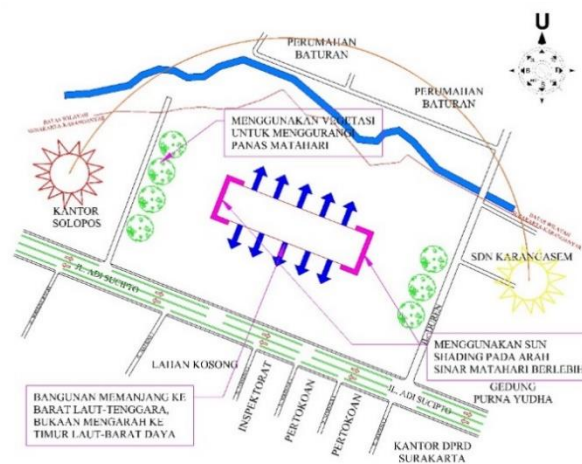 U
PERUMAHAN
BATURAN
PERUMAHAN
BATURAN
MENGGUNAKAN VEGETASI
UNTUK MENGGURANGI
PANAS MATAHARI
KANTOR
SOLOPOS
SDN KARANGASEM
JL. ADI SUCIPTO
JL. DUREN
MENGGUNAKAN SUN
SHADING PADA ARAH
SINAR MATAHARI BERLEBIH
LAHAN KOSONG
BANGUNAN MEMANJANG KE
BARAT LAUT-TENGGARA,
BUKAAN MENGARAH KE
TIMUR LAUT-BARAT DAYA
INSPEKTORAT
PERTOKOAN
PERTOKOAN
JL. ADI SUCIPTO
GEDUNG
PURNA YUDHA
KANTOR DPRD
SURAKARTA